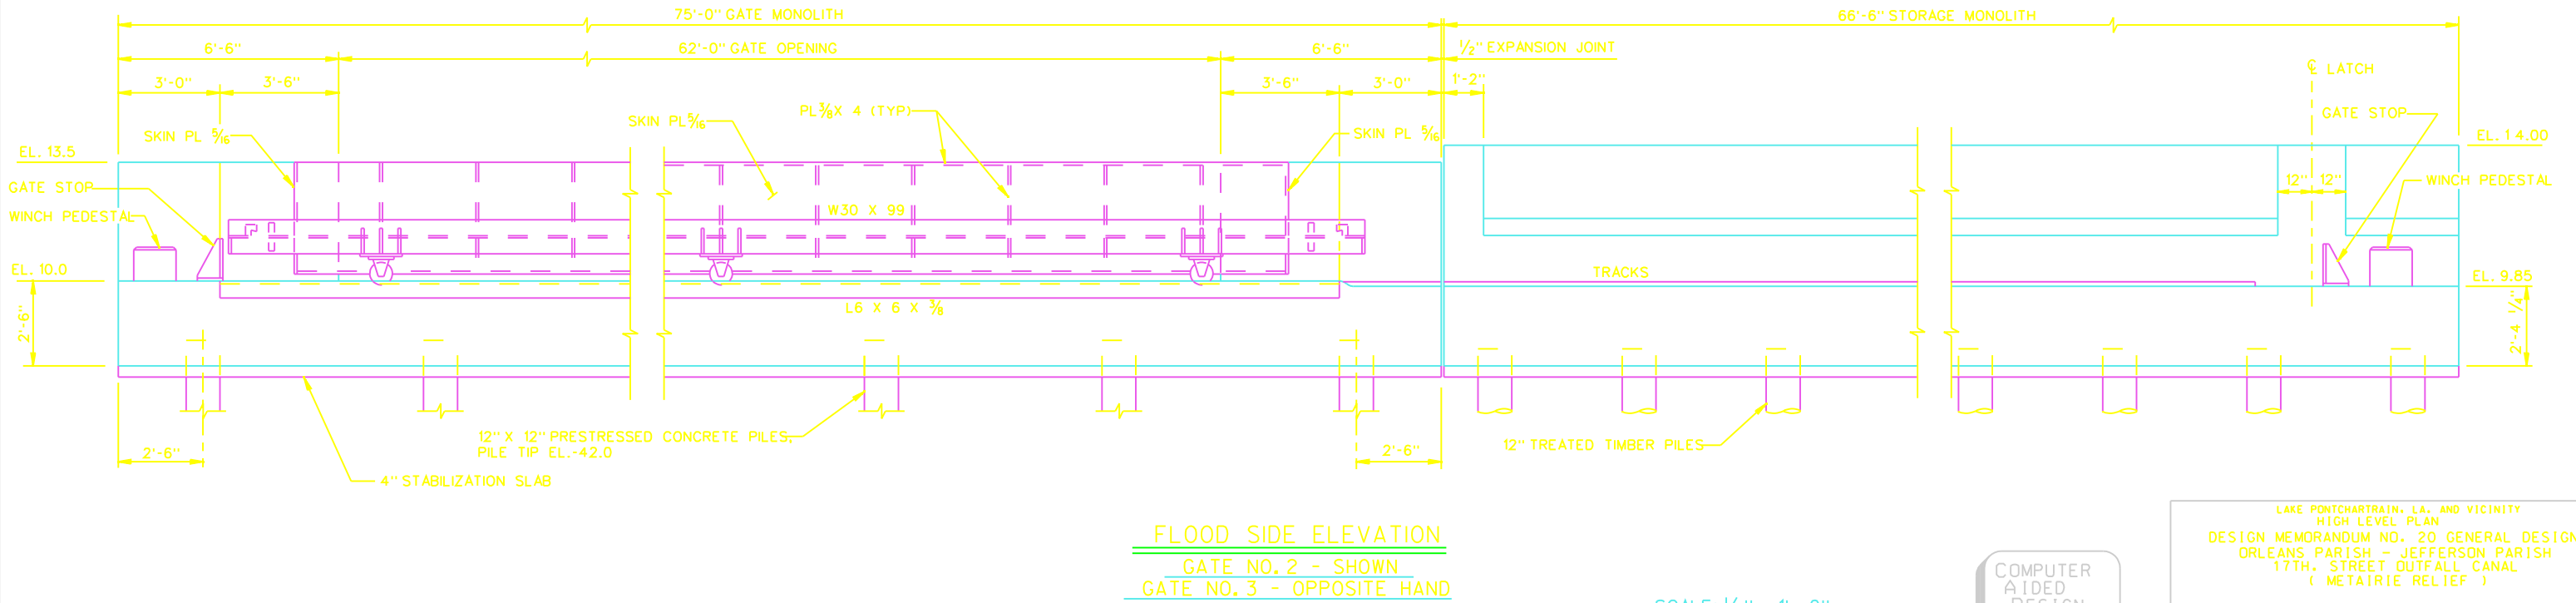 75'-0" GATE MONOLITH
66'-6" STORAGE MONOLITH
6'-6"
62'-0" GATE OPENING
6'-6"
1/2" EXPANSION JOINT
3'-0"
3'-6"
3'-6"
3'-0"
1'-2"
℄ LATCH
SKIN PL 5/16
SKIN PL 5/16
PL 3/8 X 4 (TYP)
SKIN PL 5/16
GATE STOP
EL. 13.5
EL. 14.00
GATE STOP
WINCH PEDESTAL
W30 X 99
12" 12"
WINCH PEDESTAL
EL. 10.0
TRACKS
EL. 9.85
2'-6"
L6 X 6 X 3/8
2'-4 1/4"
12" X 12" PRESTRESSED CONCRETE PILES,
PILE TIP EL.-42.0
12" TREATED TIMBER PILES
2'-6"
2'-6"
4" STABILIZATION SLAB
FLOOD SIDE ELEVATION
GATE NO. 2 - SHOWN
GATE NO. 3 - OPPOSITE HAND
COMPUTER
AIDED
LAKE PONTCHARTRAIN, LA. AND VICINITY
HIGH LEVEL PLAN
DESIGN MEMORANDUM NO. 20 GENERAL DESIGN
ORLEANS PARISH - JEFFERSON PARISH
17TH. STREET OUTFALL CANAL
( METAIRIE RELIEF )